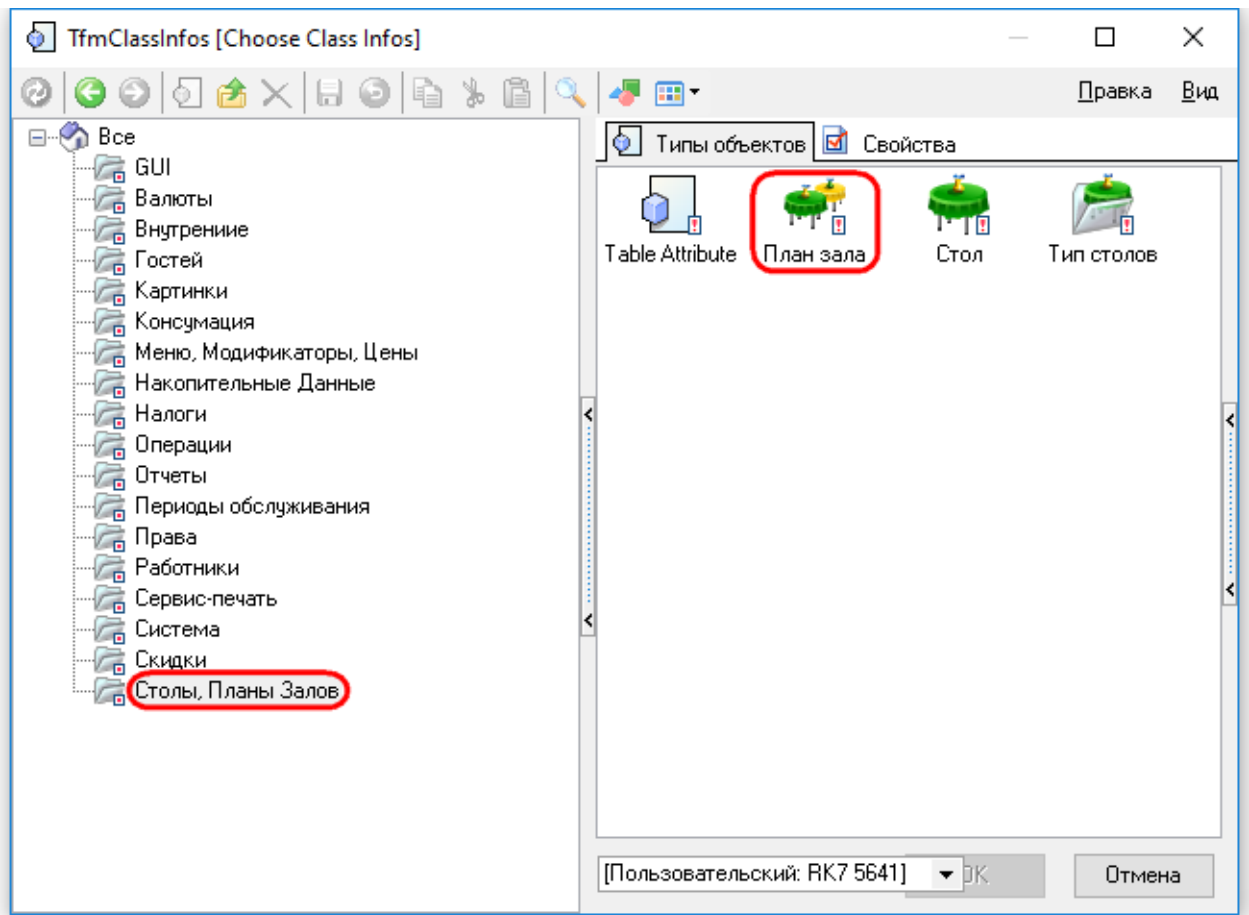 TfmClassInfos [Choose Class Infos]
Правка Вид
Все
GUI
Валюты
Внутренние
Гостей
Картинки
Консумация
Меню, Модификаторы, Цены
Накопительные Данные
Налоги
Операции
Отчеты
Периоды обслуживания
Права
Работники
Сервис-печать
Система
Скидки
Столы, Планы Залов
Типы объектов Свойства
Table Attribute План зала Стол Тип столов
[Пользовательский: RK7 5641] OK Отмена